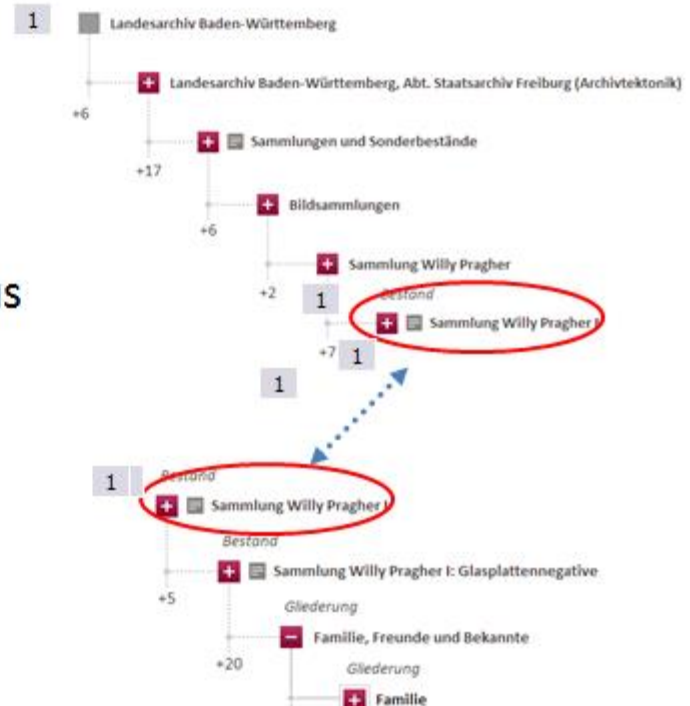 1
Landesarchiv Baden-Württemberg
Landesarchiv Baden-Württemberg, Abt. Staatsarchiv Freiburg (Archivtektonik)
+6
Sammlungen und Sonderbestände
+17
Bildsammlungen
+6
Sammlung Willy Pragher
+2
1
Bestand
Sammlung Willy Pragher I
+7
1
1
1
Bestand
Sammlung Willy Pragher I
Bestand
Sammlung Willy Pragher I: Glasplattennegative
+5
Gliederung
Familie, Freunde und Bekannte
+20
Gliederung
Familie